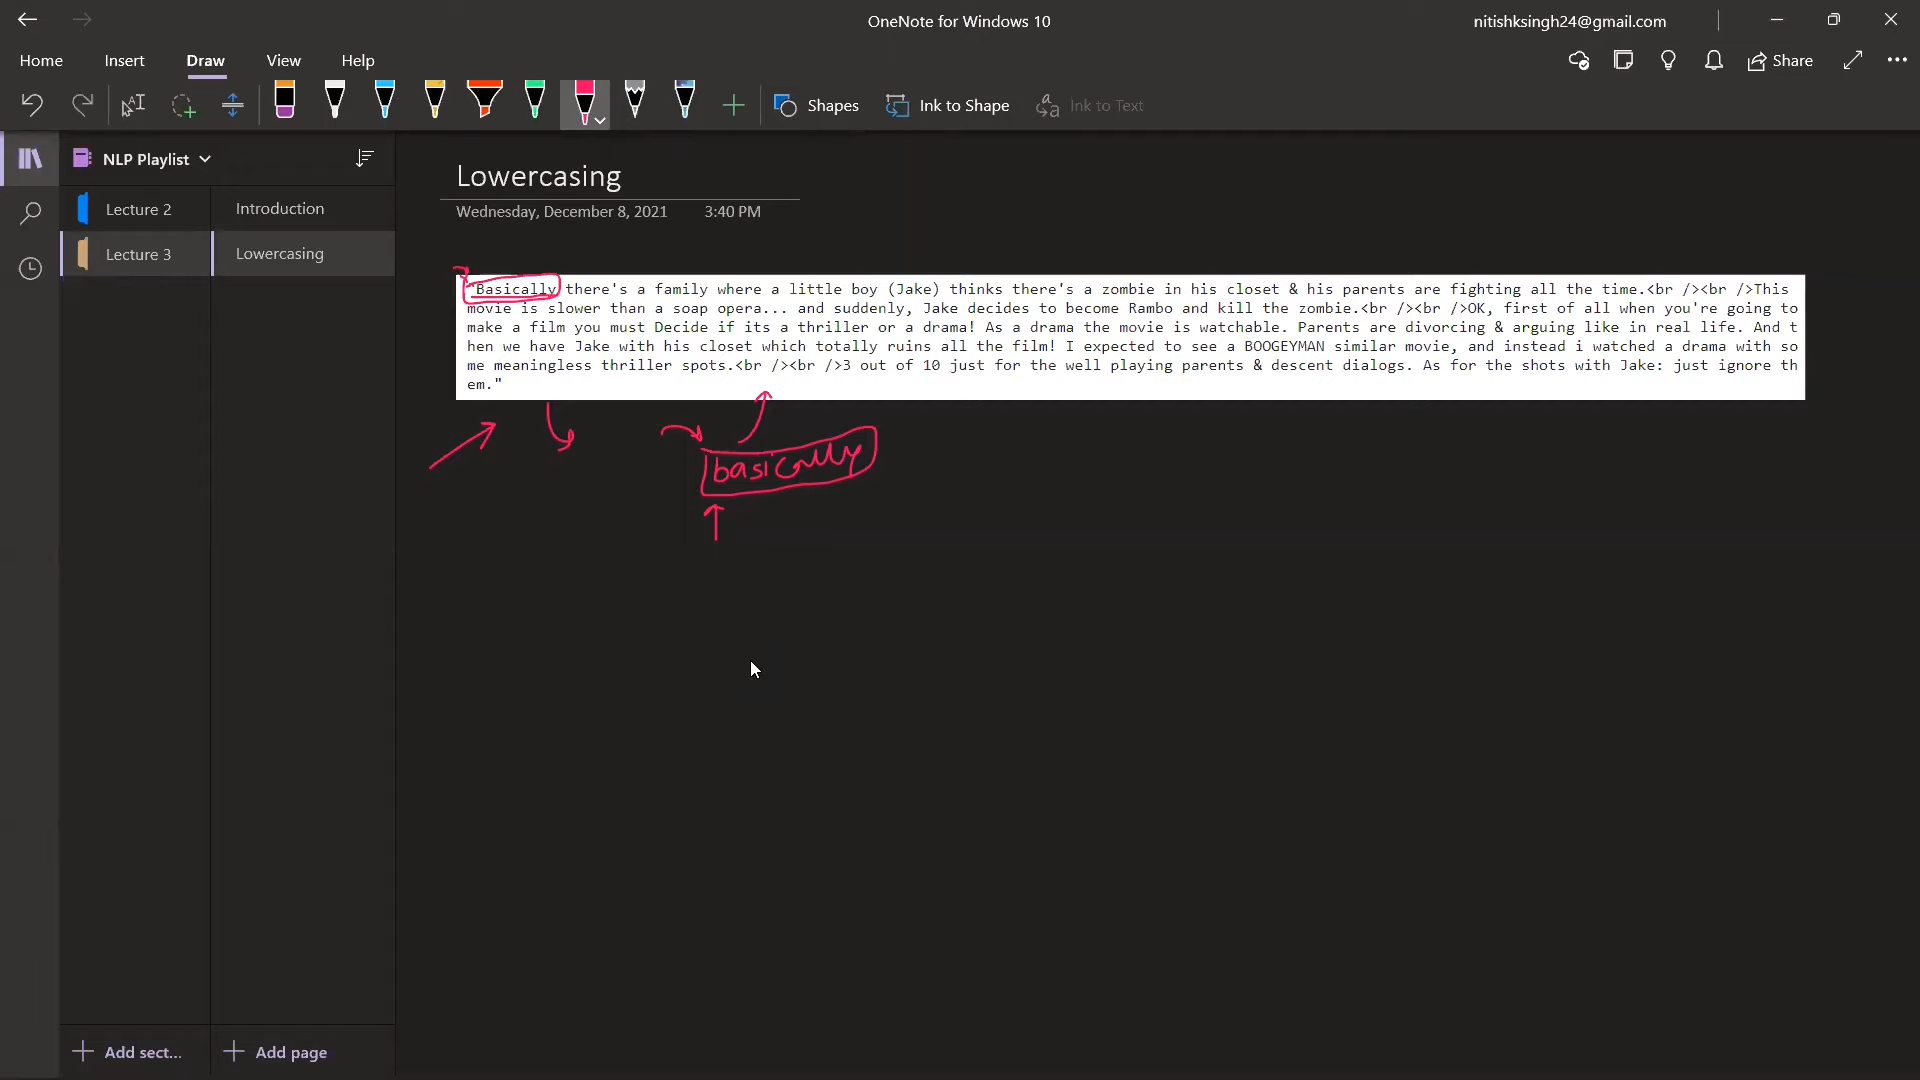 OneNote for Windows 10
nitishksingh24@gmail.com
Home Insert Draw View Help
Share
Shapes Ink to Shape Ink to Text
NLP Playlist
Lecture 2
Lecture 3
Introduction
Lowercasing
Lowercasing
Wednesday, December 8, 2021 3:40 PM
"Basically there's a family where a little boy (Jake) thinks there's a zombie in his closet & his parents are fighting all the time.<br /><br />This
movie is slower than a soap opera... and suddenly, Jake decides to become Rambo and kill the zombie.<br /><br />OK, first of all when you're going to
make a film you must Decide if its a thriller or a drama! As a drama the movie is watchable. Parents are divorcing & arguing like in real life. And t
hen we have Jake with his closet which totally ruins all the film! I expected to see a BOOGEYMAN similar movie, and instead i watched a drama with so
me meaningless thriller spots.<br /><br />3 out of 10 just for the well playing parents & descent dialogs. As for the shots with Jake: just ignore th
em."
basically
Add sect...
Add page